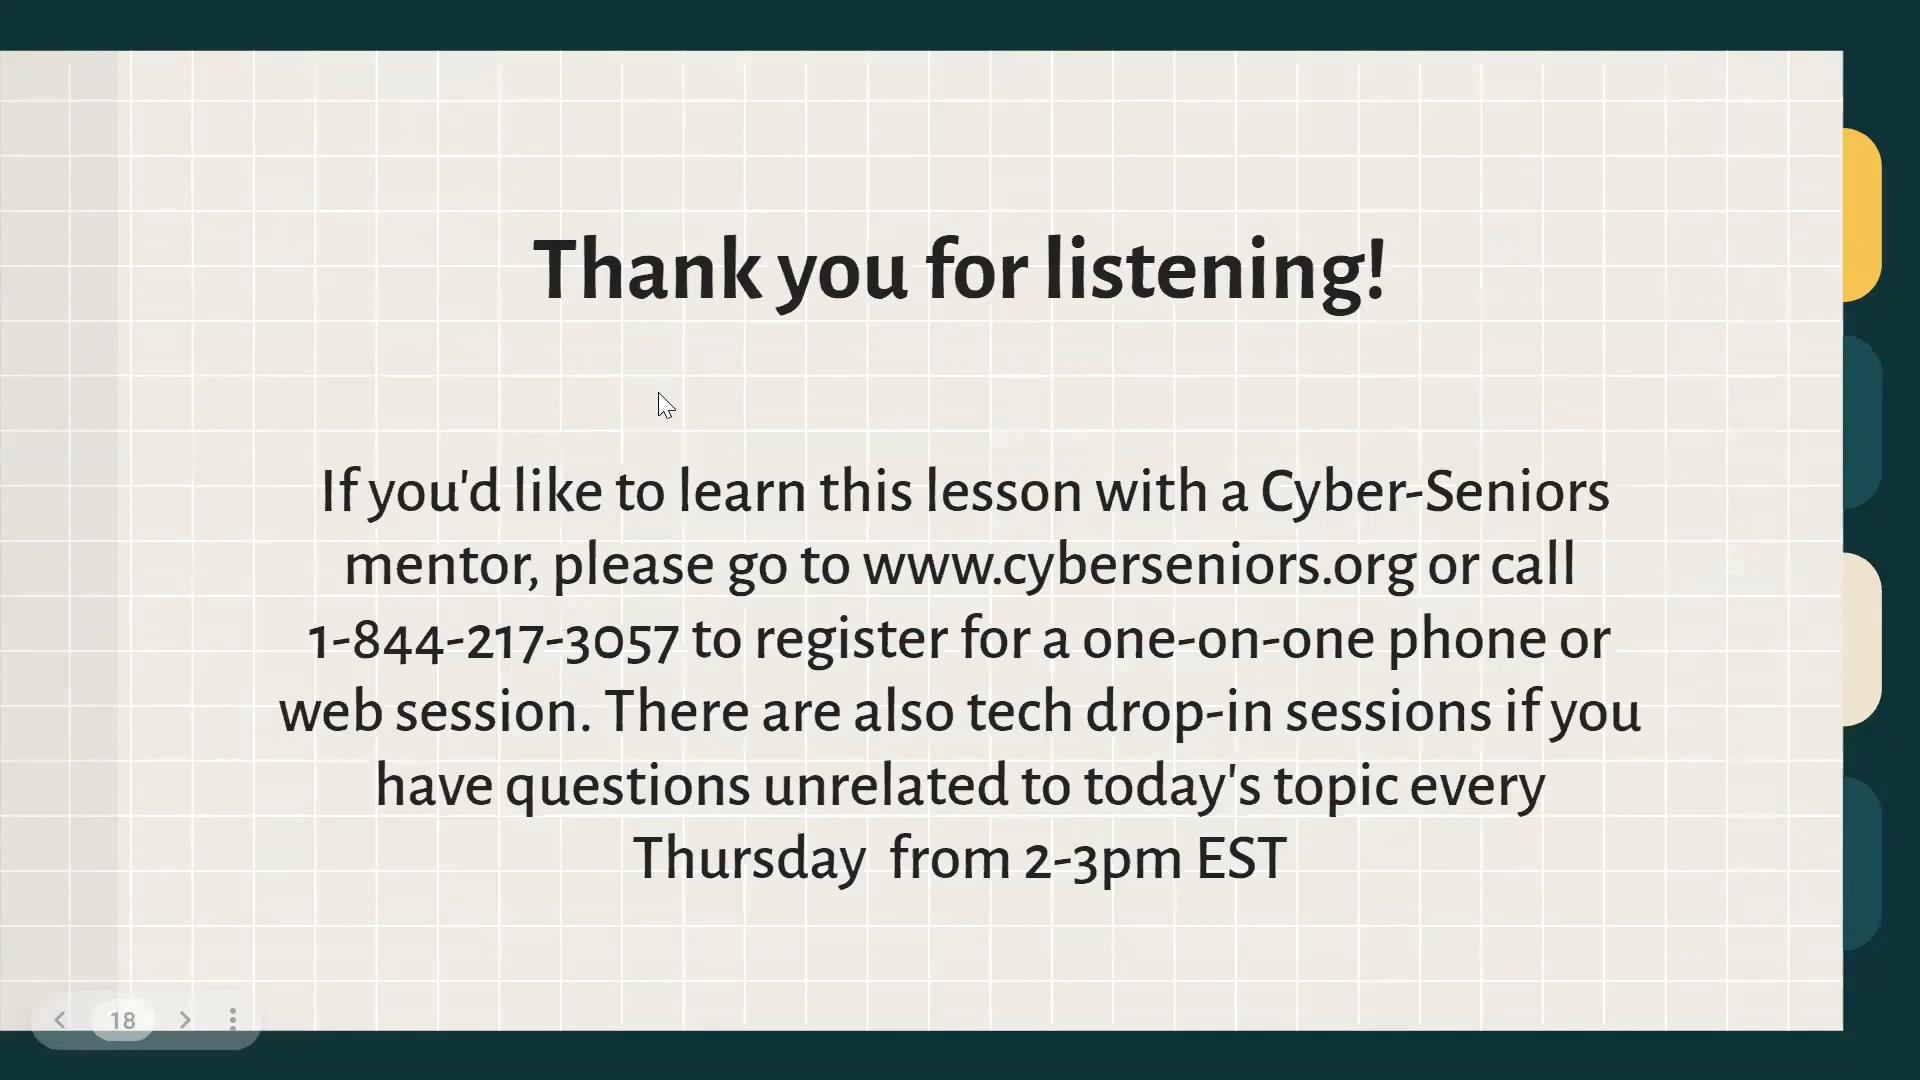 Thank you for listening!
If you'd like to learn this lesson with a Cyber-Seniors
mentor, please go to www.cyberseniors.org or call
1-844-217-3057 to register for a one-on-one phone or
web session. There are also tech drop-in sessions if you
have questions unrelated to today's topic every
Thursday  from 2-3pm EST
18